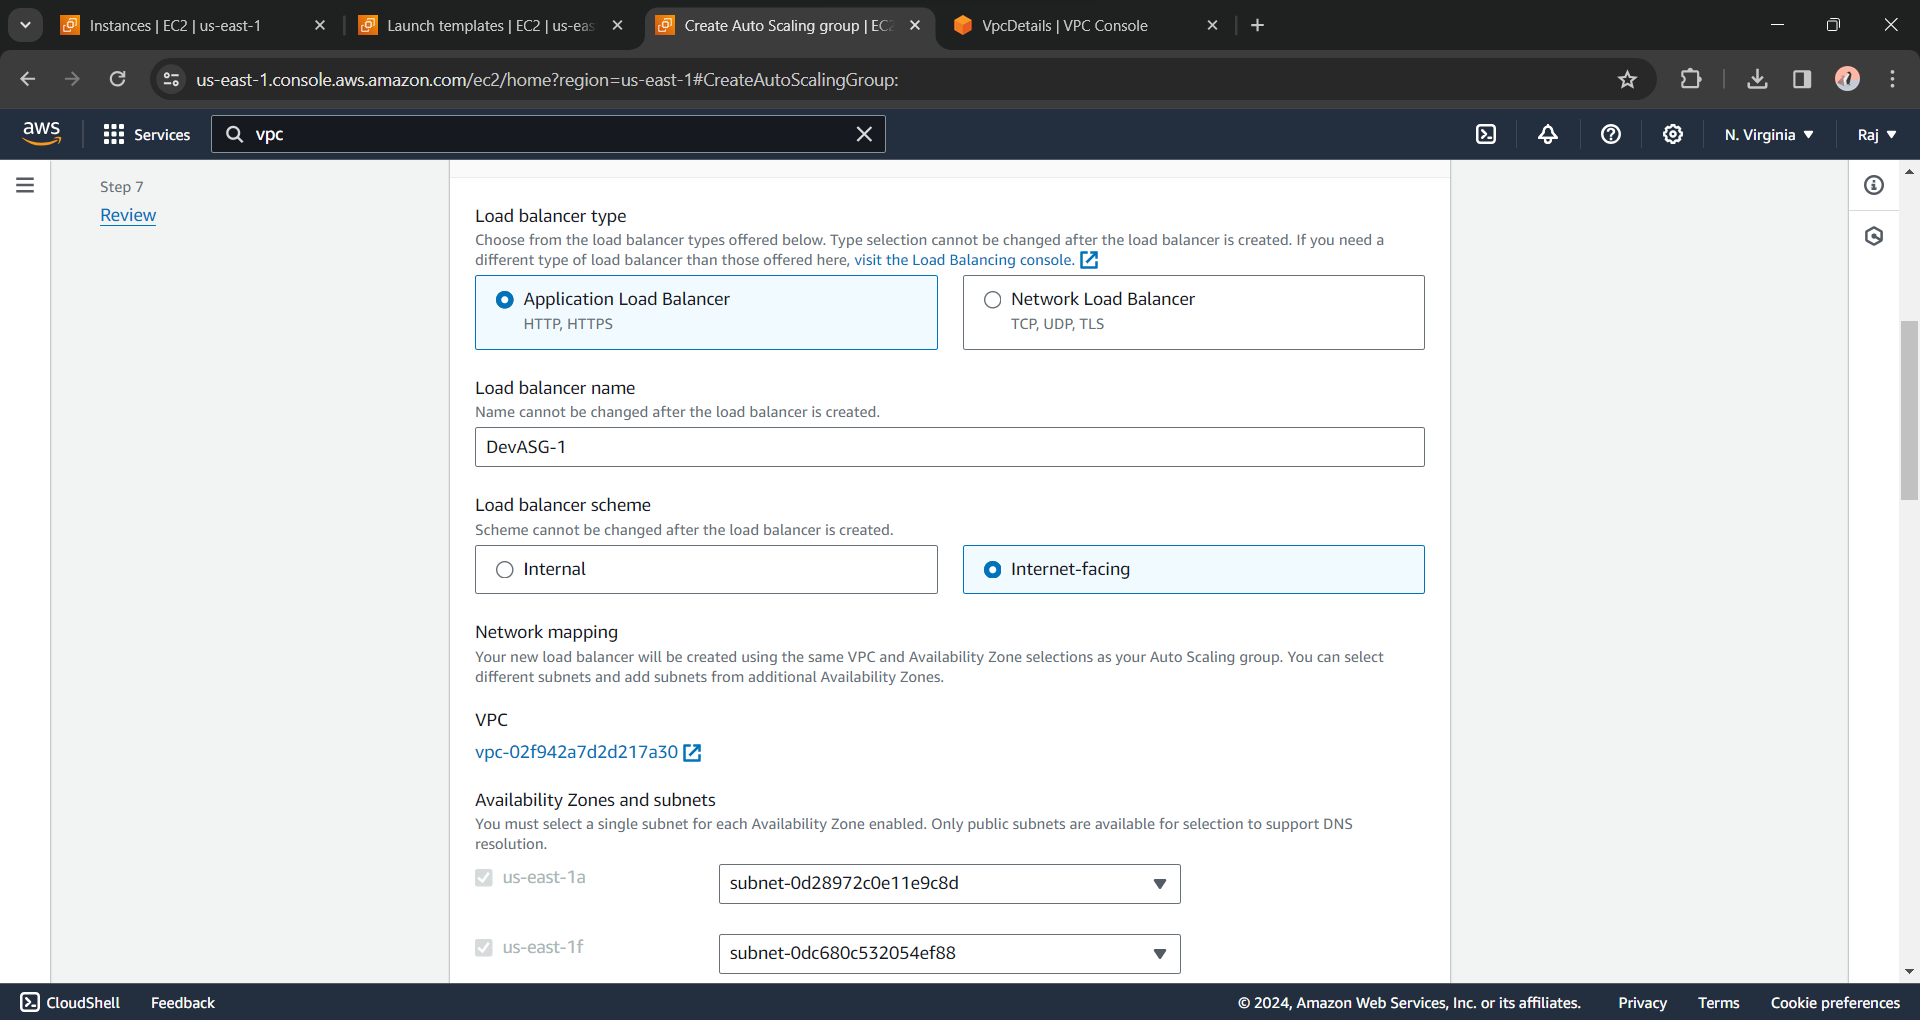 Instances | EC2 | us-east-1
Launch templates | EC2 | us-eas
Create Auto Scaling group | EC2
VpcDetails | VPC Console
us-east-1.console.aws.amazon.com/ec2/home?region=us-east-1#CreateAutoScalingGroup:
aws
Services
vpc
N. Virginia
Raj
Step 7
Review
Load balancer type
Choose from the load balancer types offered below. Type selection cannot be changed after the load balancer is created. If you need a
different type of load balancer than those offered here, visit the Load Balancing console.
Application Load Balancer
HTTP, HTTPS
Network Load Balancer
TCP, UDP, TLS
Load balancer name
Name cannot be changed after the load balancer is created.
DevASG-1
Load balancer scheme
Scheme cannot be changed after the load balancer is created.
Internal
Internet-facing
Network mapping
Your new load balancer will be created using the same VPC and Availability Zone selections as your Auto Scaling group. You can select
different subnets and add subnets from additional Availability Zones.
VPC
vpc-02f942a7d2d217a30
Availability Zones and subnets
You must select a single subnet for each Availability Zone enabled. Only public subnets are available for selection to support DNS
resolution.
us-east-1a
subnet-0d28972c0e11e9c8d
us-east-1f
subnet-0dc680c532054ef88
CloudShell
Feedback
© 2024, Amazon Web Services, Inc. or its affiliates.
Privacy
Terms
Cookie preferences